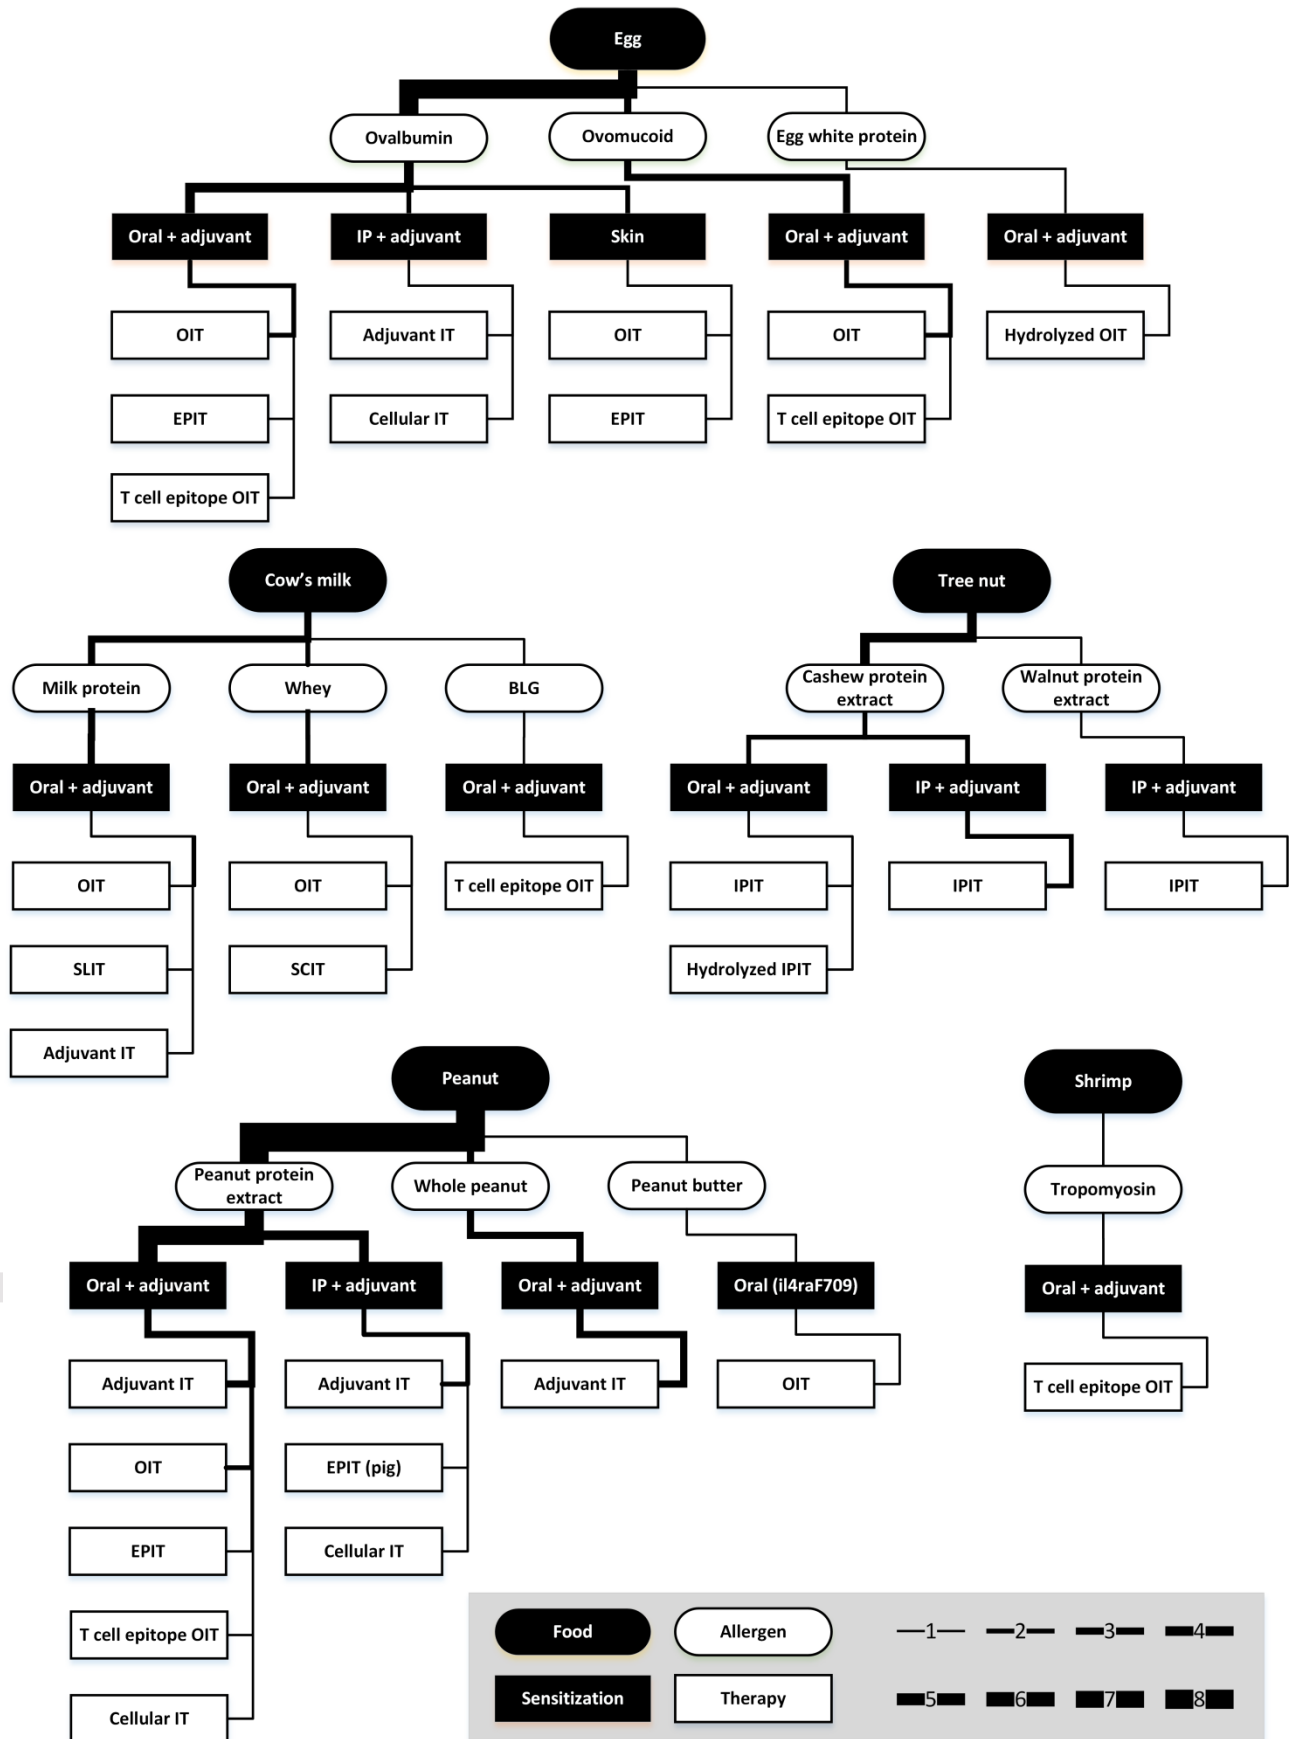 Egg
Ovalbumin
Ovomucoid
Egg white protein
Oral + adjuvant
IP + adjuvant
Skin
Oral + adjuvant
Oral + adjuvant
OIT
Adjuvant IT
OIT
OIT
Hydrolyzed OIT
EPIT
Cellular IT
EPIT
T cell epitope OIT
T cell epitope OIT
Cow's milk
Tree nut
Milk protein
Whey
BLG
Cashew protein
extract
Walnut protein
extract
Oral + adjuvant
Oral + adjuvant
Oral + adjuvant
Oral + adjuvant
IP + adjuvant
IP + adjuvant
OIT
OIT
T cell epitope OIT
IPIT
IPIT
IPIT
SLIT
SCIT
Hydrolyzed IPIT
Adjuvant IT
Peanut
Shrimp
Peanut protein
extract
Whole peanut
Peanut butter
Tropomyosin
Oral + adjuvant
IP + adjuvant
Oral + adjuvant
Oral (il4raF709)
Oral + adjuvant
Adjuvant IT
Adjuvant IT
Adjuvant IT
OIT
T cell epitope OIT
OIT
EPIT (pig)
EPIT
Cellular IT
T cell epitope OIT
Cellular IT
Food
Allergen
1
2
3
4
Sensitization
Therapy
5
6
7
8